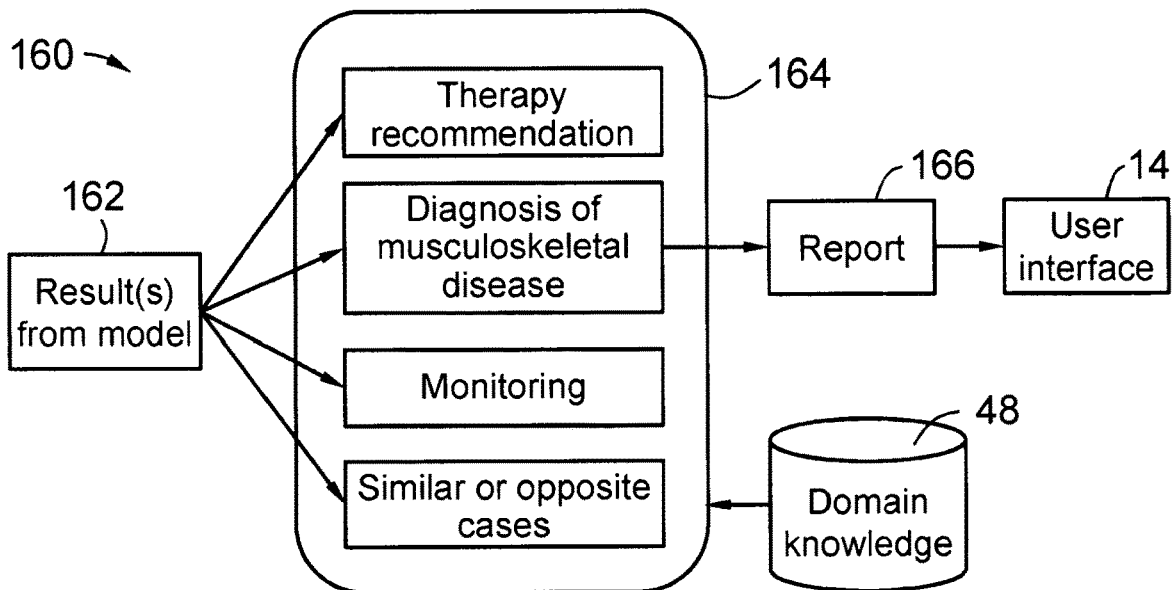 160
164
Therapy
recommendation
162
Result(s)
from model
Diagnosis of
musculoskeletal
disease
166
Report
14
User
interface
Monitoring
Similar or opposite
cases
48
Domain
knowledge